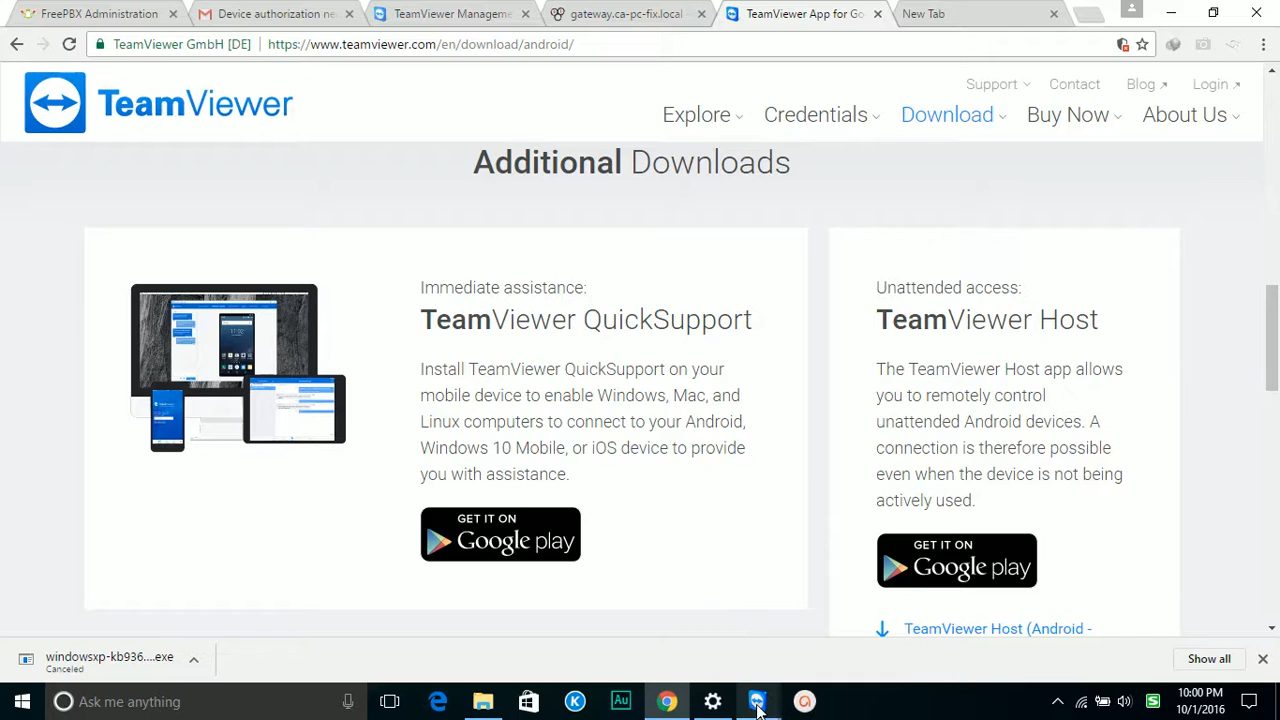 FreePBX Administration
Device authorization ne
TeamViewer Manageme
gateway.ca-pc-fix.local
TeamViewer App for Go
New Tab
TeamViewer GmbH [DE]
https://www.teamviewer.com/en/download/android/
Support
Contact
Blog
Login
TeamViewer
Explore
Credentials
Download
Buy Now
About Us
Additional Downloads
Immediate assistance:
TeamViewer QuickSupport
Install TeamViewer QuickSupport on your
mobile device to enable Windows, Mac, and
Linux computers to connect to your Android,
Windows 10 Mobile, or iOS device to provide
you with assistance.
GET IT ON
Google play
Unattended access:
TeamViewer Host
The TeamViewer Host app allows
you to remotely control
unattended Android devices. A
connection is therefore possible
even when the device is not being
actively used.
GET IT ON
Google play
TeamViewer Host (Android -
windowsxp-kb936....exe
Canceled
Show all
Ask me anything
Au
10:00 PM
10/1/2016